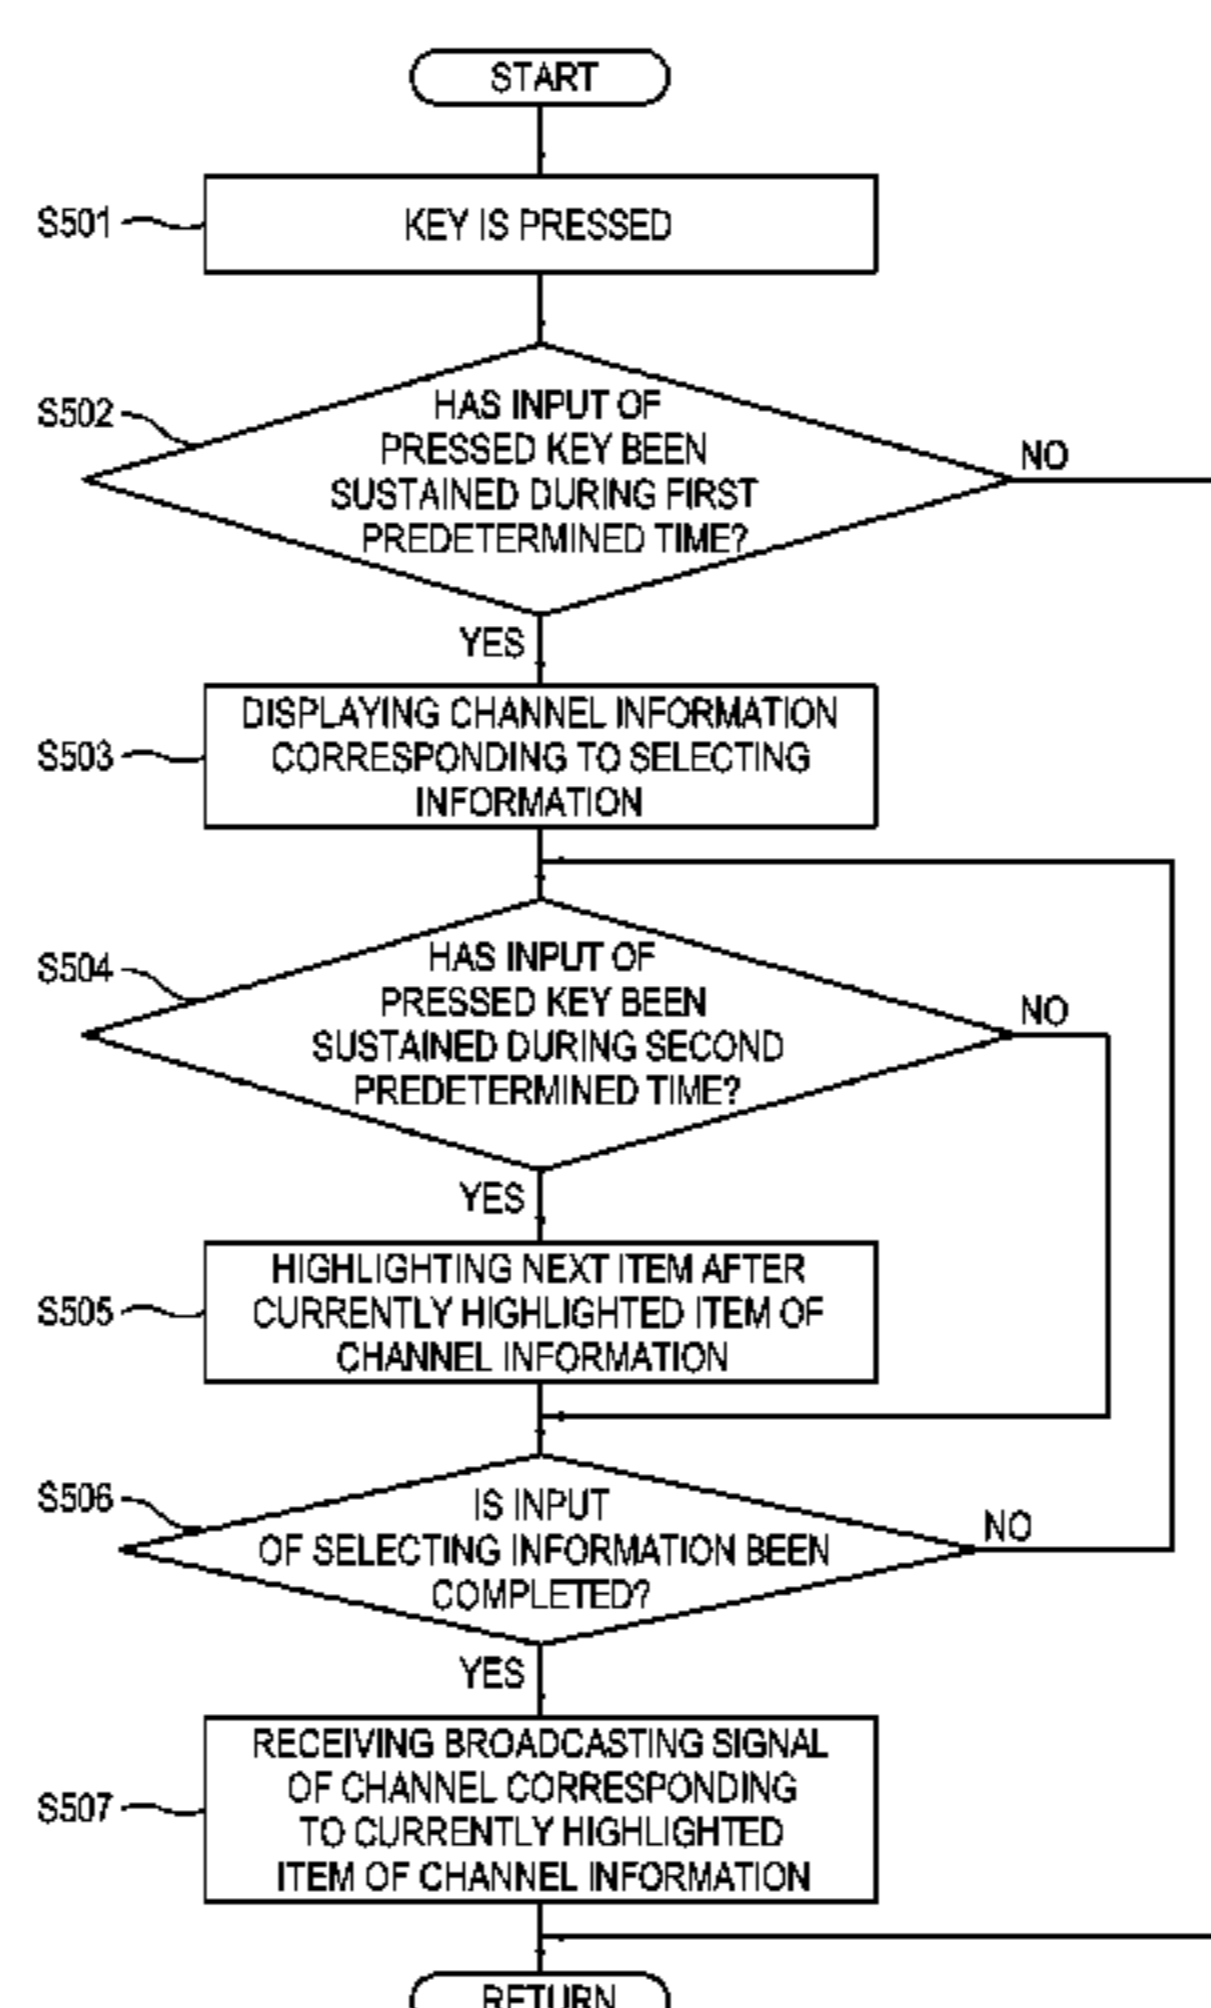 START
S501
KEY IS PRESSED
S502
HAS INPUT OF
PRESSED KEY BEEN
SUSTAINED DURING FIRST
PREDETERMINED TIME?
NO
YES
S503
DISPLAYING CHANNEL INFORMATION
CORRESPONDING TO SELECTING
INFORMATION
S504
HAS INPUT OF
PRESSED KEY BEEN
SUSTAINED DURING SECOND
PREDETERMINED TIME?
NO
YES
S505
HIGHLIGHTING NEXT ITEM AFTER
CURRENTLY HIGHLIGHTED ITEM OF
CHANNEL INFORMATION
S506
IS INPUT
OF SELECTING INFORMATION BEEN
COMPLETED?
NO
YES
S507
RECEIVING BROADCASTING SIGNAL
OF CHANNEL CORRESPONDING
TO CURRENTLY HIGHLIGHTED
ITEM OF CHANNEL INFORMATION
RETURN